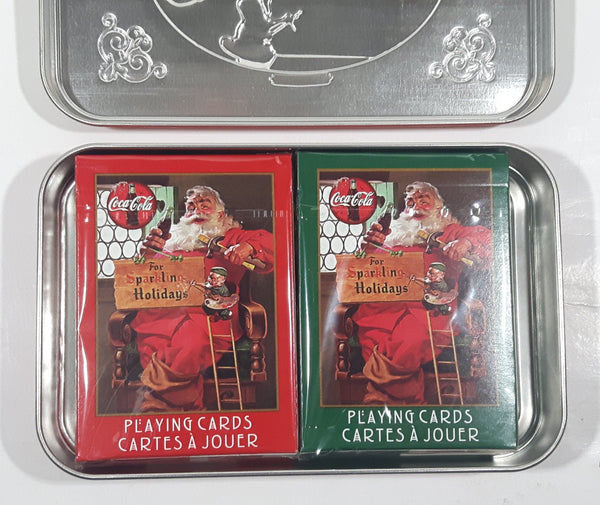 Coca-Cola
For
Sparkling
Holidays
PLAYING CARDS
CARTES À JOUER
Coca-Cola
For
Sparkling
Holidays
PLAYING CARDS
CARTES À JOUER